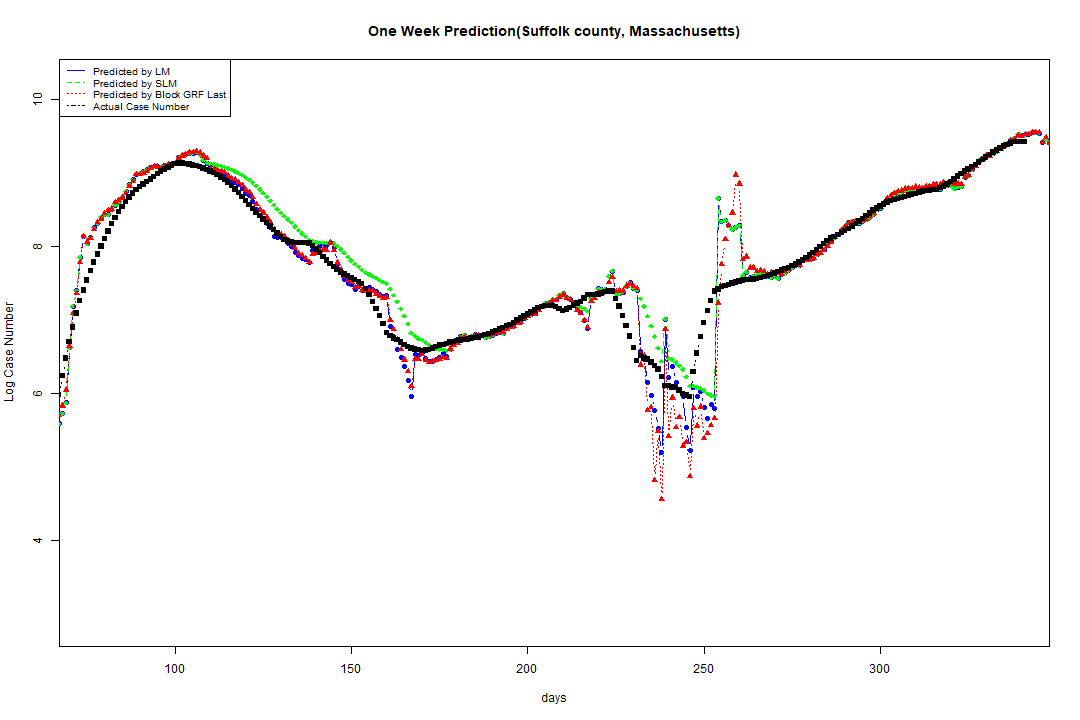 One Week Prediction(Suffolk county, Massachusetts)
Predicted by LM
Predicted by SLM
Predicted by Block GRF Last
Actual Case Number
10
8
6
4
Log Case Number
100 150 200 250 300
days